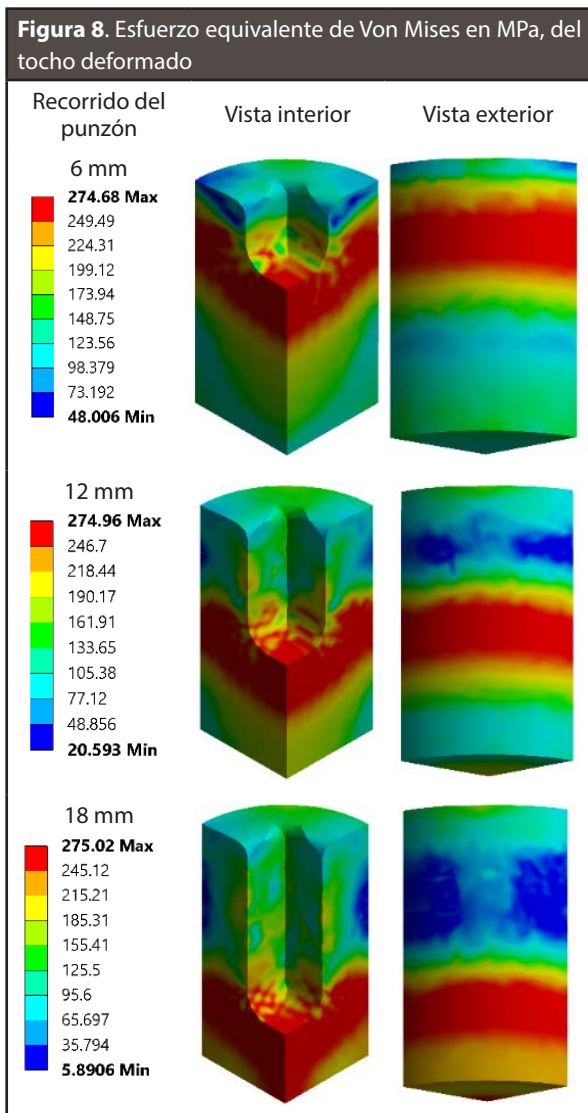 Figura 8. Esfuerzo equivalente de Von Mises en MPa, del
tocho deformado
Recorrido del
punzón
Vista interior
Vista exterior
6 mm
274.68 Max
249.49
224.31
199.12
173.94
148.75
123.56
98.379
73.192
48.006 Min
12 mm
274.96 Max
246.7
218.44
190.17
161.91
133.65
105.38
77.12
48.856
20.593 Min
18 mm
275.02 Max
245.12
215.21
185.31
155.41
125.5
95.6
65.697
35.794
5.8906 Min